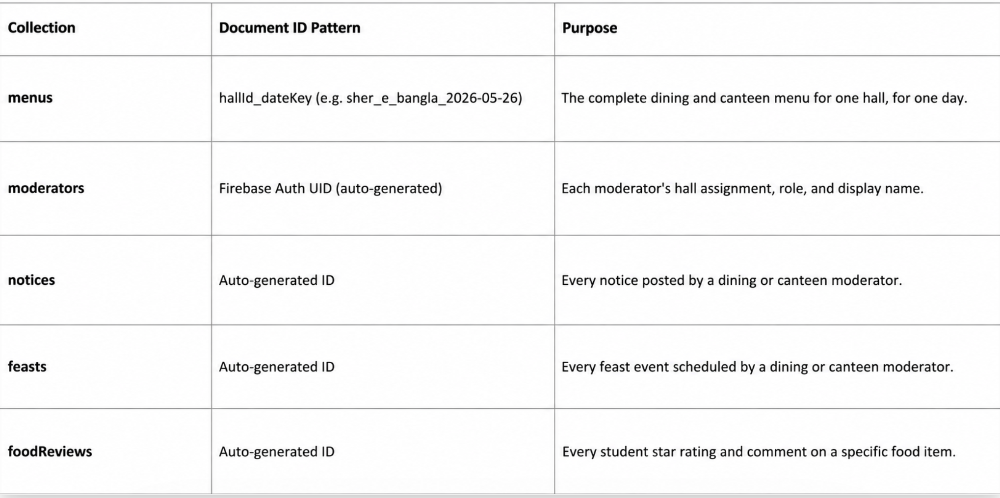 Collection Document ID Pattern Purpose
menus hallId_dateKey (e.g. sher_e_bangla_2026-05-26) The complete dining and canteen menu for one hall, for one day.
moderators Firebase Auth UID (auto-generated) Each moderator's hall assignment, role, and display name.
notices Auto-generated ID Every notice posted by a dining or canteen moderator.
feasts Auto-generated ID Every feast event scheduled by a dining or canteen moderator.
foodReviews Auto-generated ID Every student star rating and comment on a specific food item.